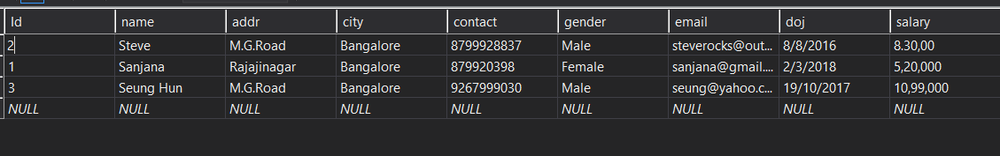 Id name addr city contact gender email doj salary
2 Steve M.G.Road Bangalore 8799928837 Male steverocks@out... 8/8/2016 8.30,00
1 Sanjana Rajajinagar Bangalore 879920398 Female sanjana@gmail.... 2/3/2018 5,20,000
3 Seung Hun M.G.Road Bangalore 9267999030 Male seung@yahoo.c... 19/10/2017 10,99,000
NULL NULL NULL NULL NULL NULL NULL NULL NULL